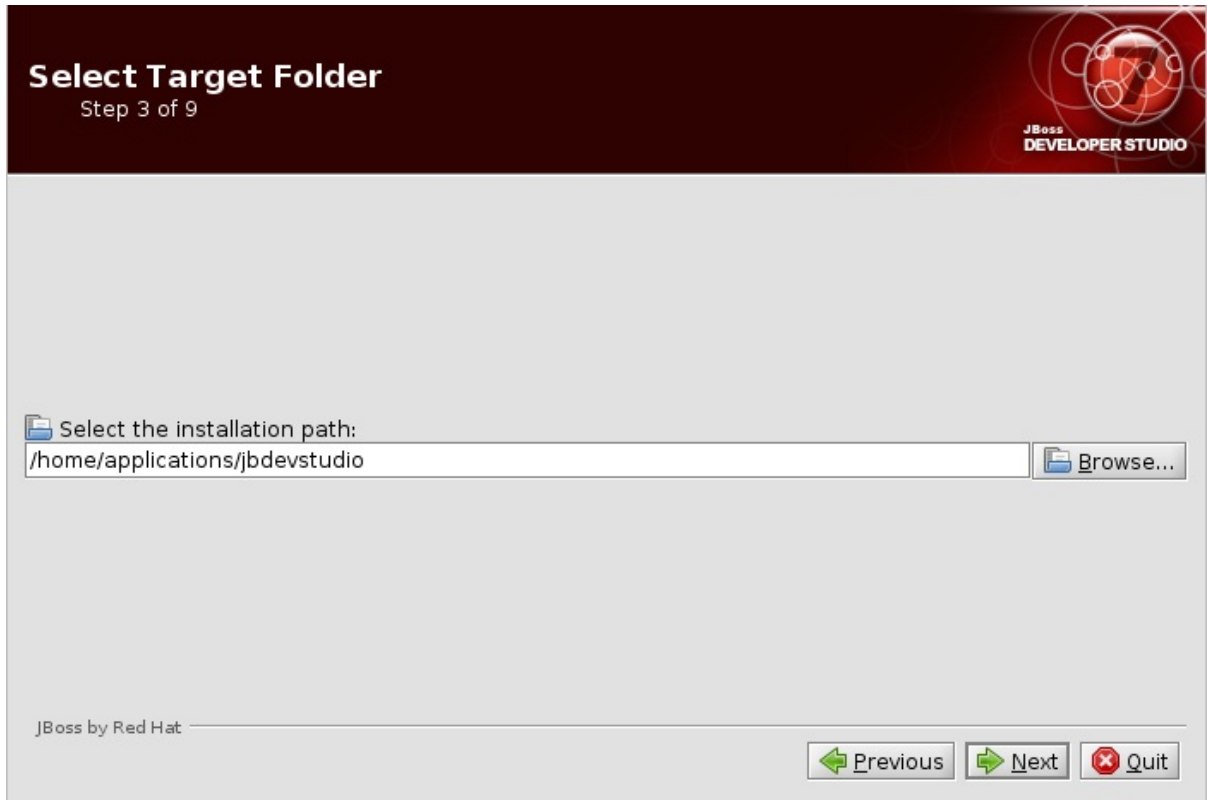 Select Target Folder
Step 3 of 9
7
JBoss
DEVELOPER STUDIO
Select the installation path:
/home/applications/jbdevstudio
Browse...
JBoss by Red Hat
Previous
Next
Quit